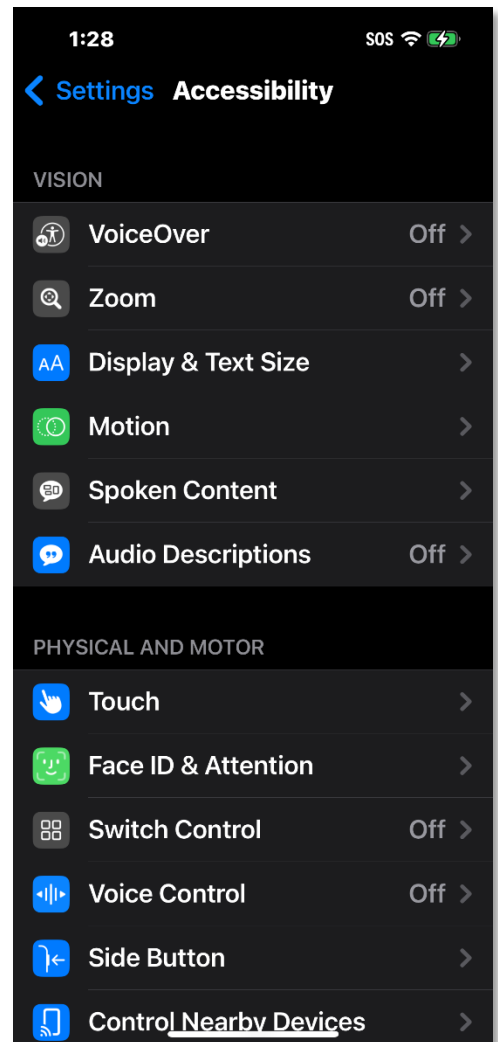 1:28 SOS
Settings Accessibility
VISION
VoiceOver Off
Zoom Off
AA Display & Text Size
Motion
Spoken Content
Audio Descriptions Off
PHYSICAL AND MOTOR
Touch
Face ID & Attention
Switch Control Off
Voice Control Off
Side Button
Control Nearby Devices